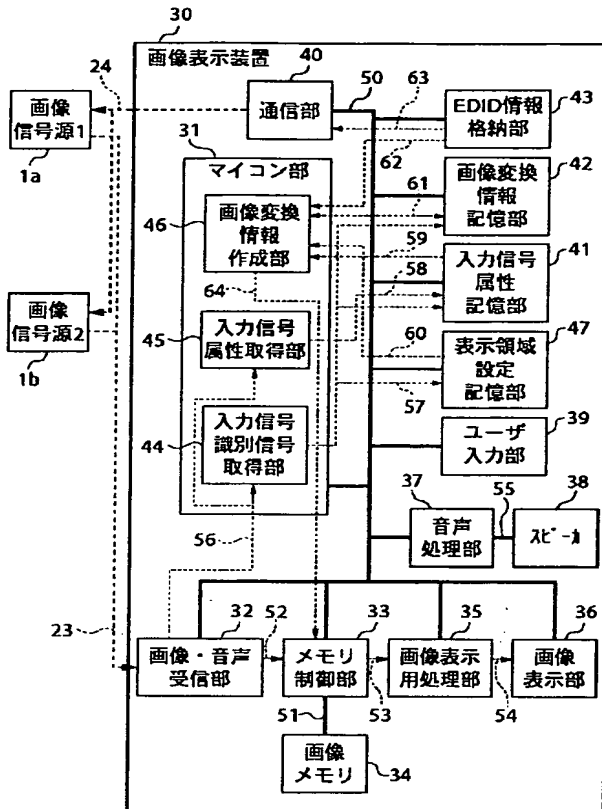 30
画像表示装置
24
40
通信部
50
63
62
EDID情報
格納部
43
画像
信号源1
1a
31
マイコン部
46
画像変換
情報
作成部
61
59
画像変換
情報
記憶部
42
64
58
入力信号
属性
記憶部
41
画像
信号源2
1b
45
入力信号
属性取得部
60
57
表示領域
設定
記憶部
47
44
入力信号
識別信号
取得部
ユーザ
入力部
39
56
37
音声
処理部
55
38
スピーカ
23
32
画像・音声
受信部
52
33
メモリ
制御部
53
35
画像表示
用処理部
54
36
画像
表示部
51
画像
メモリ
34